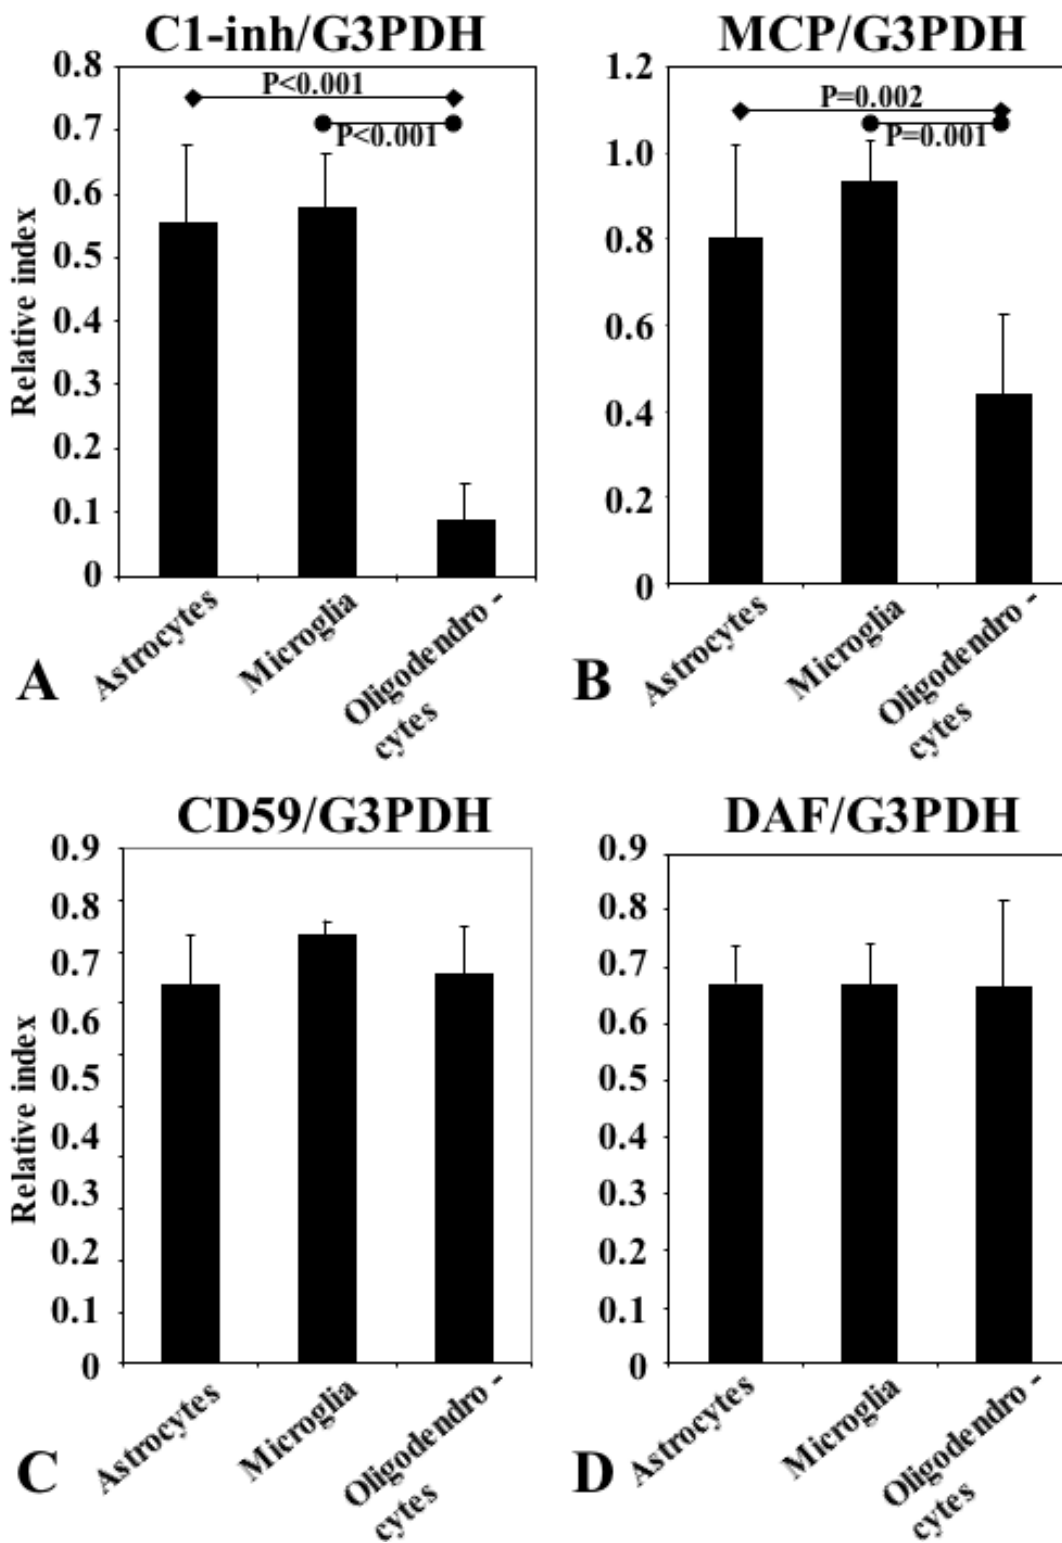 C1-inh/G3PDH
0.8
0.7
0.6
0.5
0.4
0.3
0.2
0.1
0
Relative index
P<0.001
P<0.001
Astrocytes
Microglia
Oligodendro -
cytes
A
MCP/G3PDH
1.2
1.0
0.8
0.6
0.4
0.2
0
P=0.002
P=0.001
Astrocytes
Microglia
Oligodendro -
cytes
B
CD59/G3PDH
0.9
0.8
0.7
0.6
0.5
0.4
0.3
0.2
0.1
0
Relative index
Astrocytes
Microglia
Oligodendro -
cytes
C
DAF/G3PDH
0.9
0.8
0.7
0.6
0.5
0.4
0.3
0.2
0.1
0
Astrocytes
Microglia
Oligodendro -
cytes
D